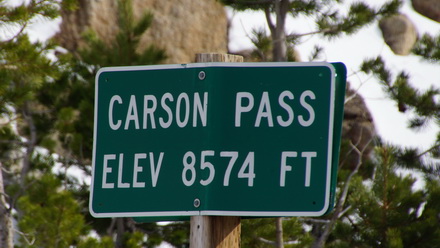 CARSON PASS
ELEV 8574 FT